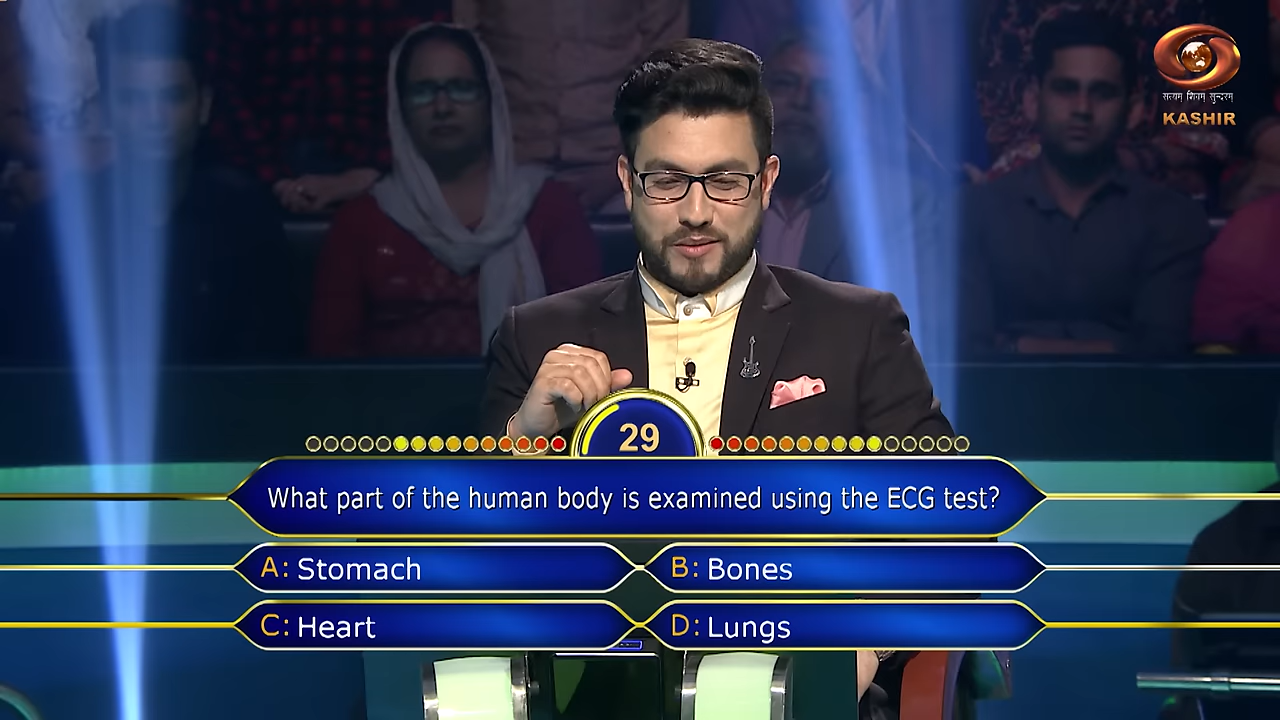 सत्यम् शिवम् सुन्दरम्
KASHIR
29
What part of the human body is examined using the ECG test?
A: Stomach
B: Bones
C: Heart
D: Lungs